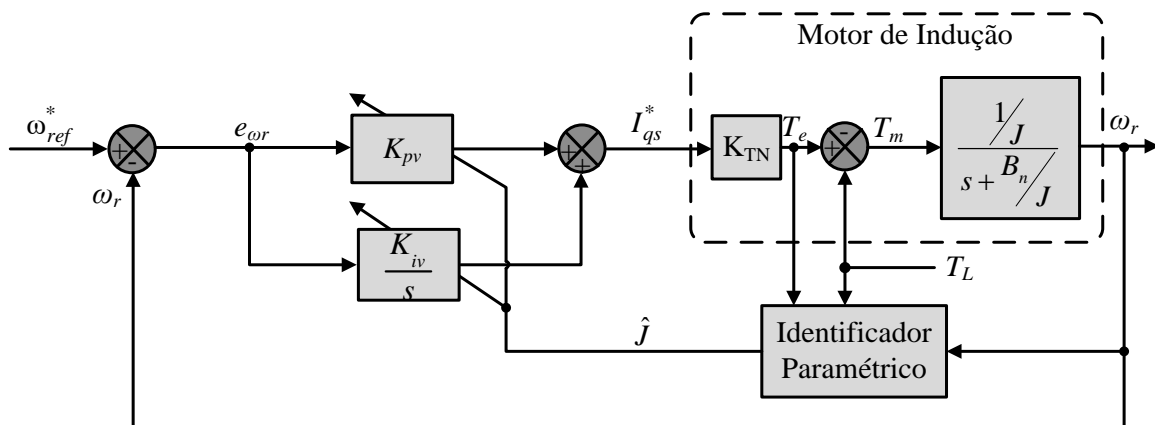 Motor de Indução
ω*ref
+
-
eωr
Kpv
+
+
I*qs
KTN
Te
+
-
Tm
1/J
s + Bn/J
ωr
ωr
Kiv
s
TL
Ĵ
Identificador
Paramétrico